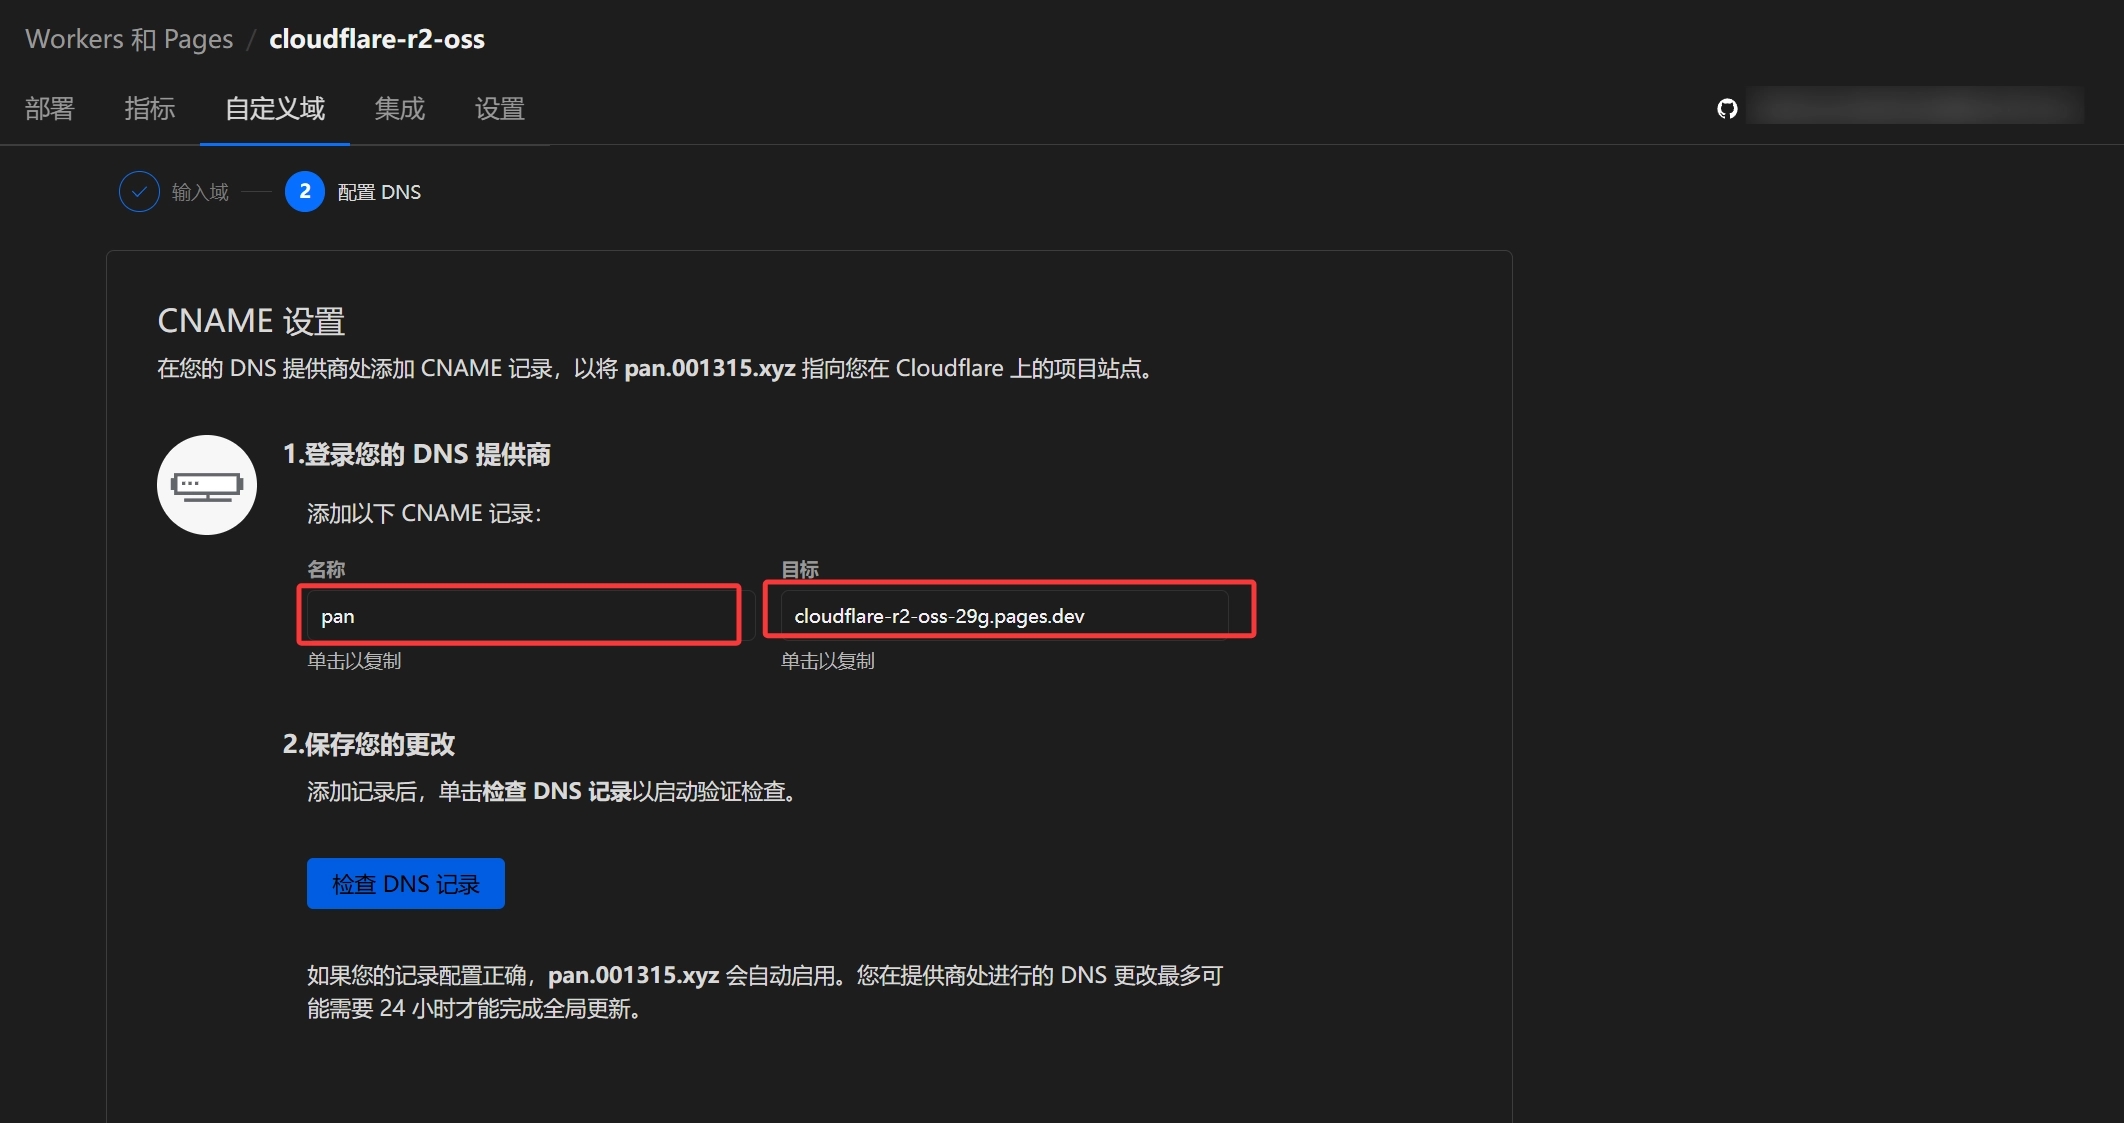 Workers 和 Pages / cloudflare-r2-oss
部署 指标 自定义域 集成 设置
输入域 2 配置 DNS
CNAME 设置
在您的 DNS 提供商处添加 CNAME 记录，以将 pan.001315.xyz 指向您在 Cloudflare 上的项目站点。
1.登录您的 DNS 提供商
添加以下 CNAME 记录：
名称 目标
pan cloudflare-r2-oss-29g.pages.dev
单击以复制 单击以复制
2.保存您的更改
添加记录后，单击检查 DNS 记录以启动验证检查。
检查 DNS 记录
如果您的记录配置正确，pan.001315.xyz 会自动启用。您在提供商处进行的 DNS 更改最多可
能需要 24 小时才能完成全局更新。